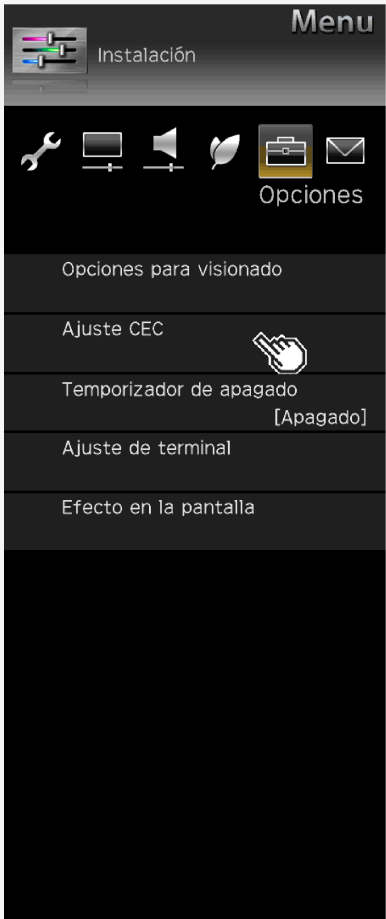 Menu
Instalación
Opciones
Opciones para visionado
Ajuste CEC
Temporizador de apagado
[Apagado]
Ajuste de terminal
Efecto en la pantalla